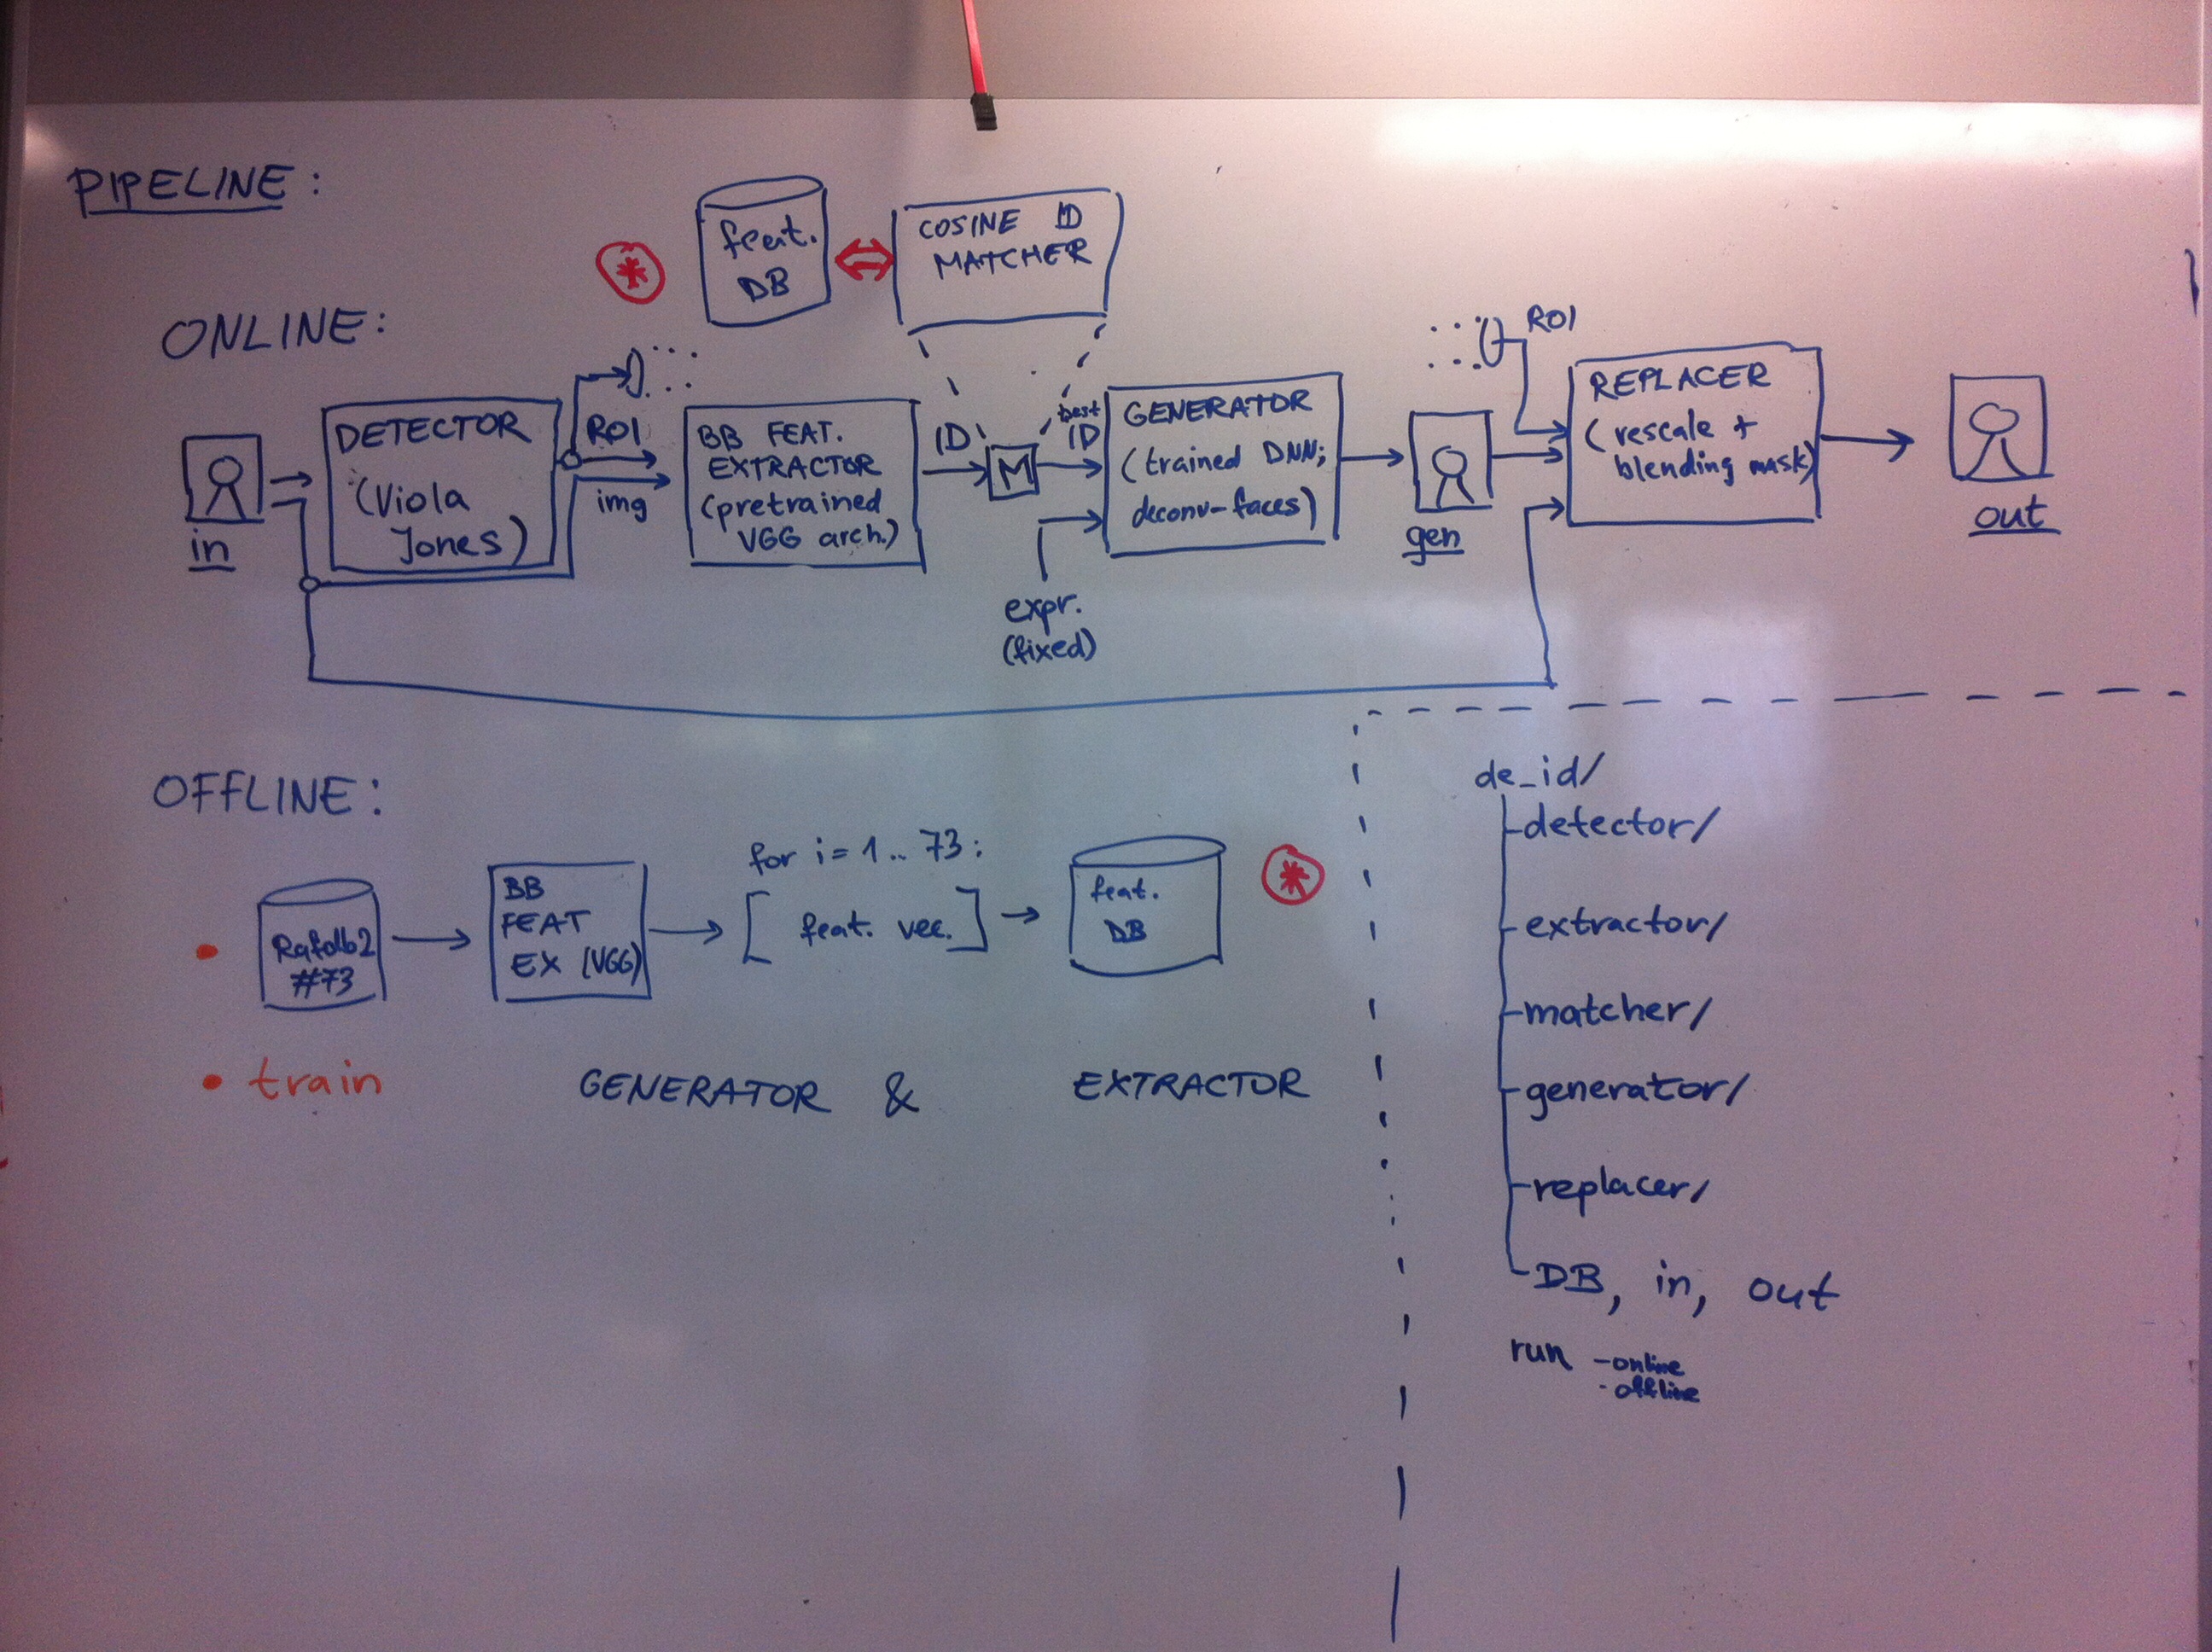 PIPELINE:
feat.
DB
COSINE ID
MATCHER
ONLINE:
in
DETECTOR
(Viola
Jones)
ROI
img
BB FEAT.
EXTRACTOR
(pretrained
VGG arch.)
ID
M
best
ID
expr.
(fixed)
GENERATOR
(trained DNN;
deconv-faces)
gen
ROI
REPLACER
(rescale +
blending mask)
out
OFFLINE:
Rafdb2
#73
BB
FEAT
EX (VGG)
for i=1..73:
[feat. vec.]
feat.
DB
train GENERATOR & EXTRACTOR
de_id/
detector/
extractor/
matcher/
generator/
replacer/
DB, in, out
run -online
-offline